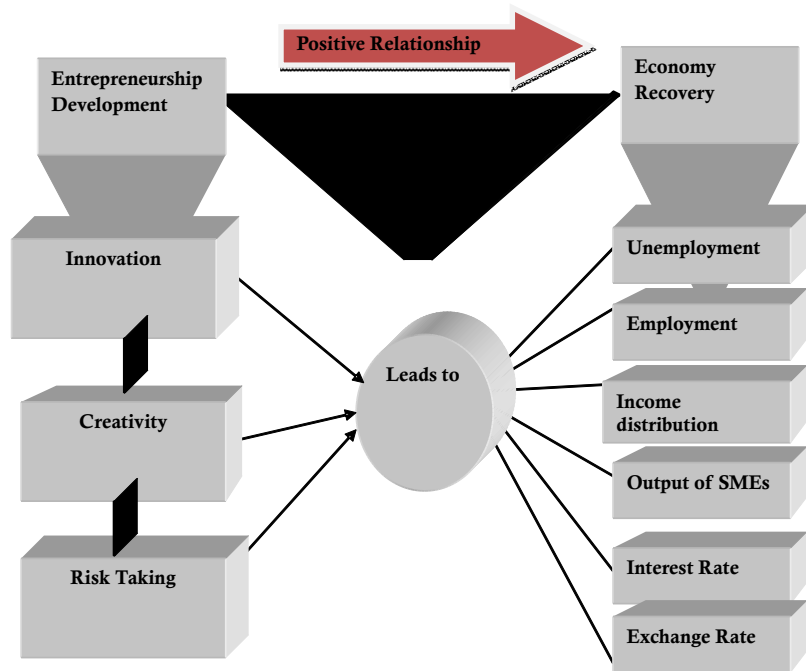 Positive Relationship
Entrepreneurship
Development
Economy
Recovery
Innovation
Creativity
Risk Taking
Leads to
Unemployment
Employment
Income
distribution
Output of SMEs
Interest Rate
Exchange Rate